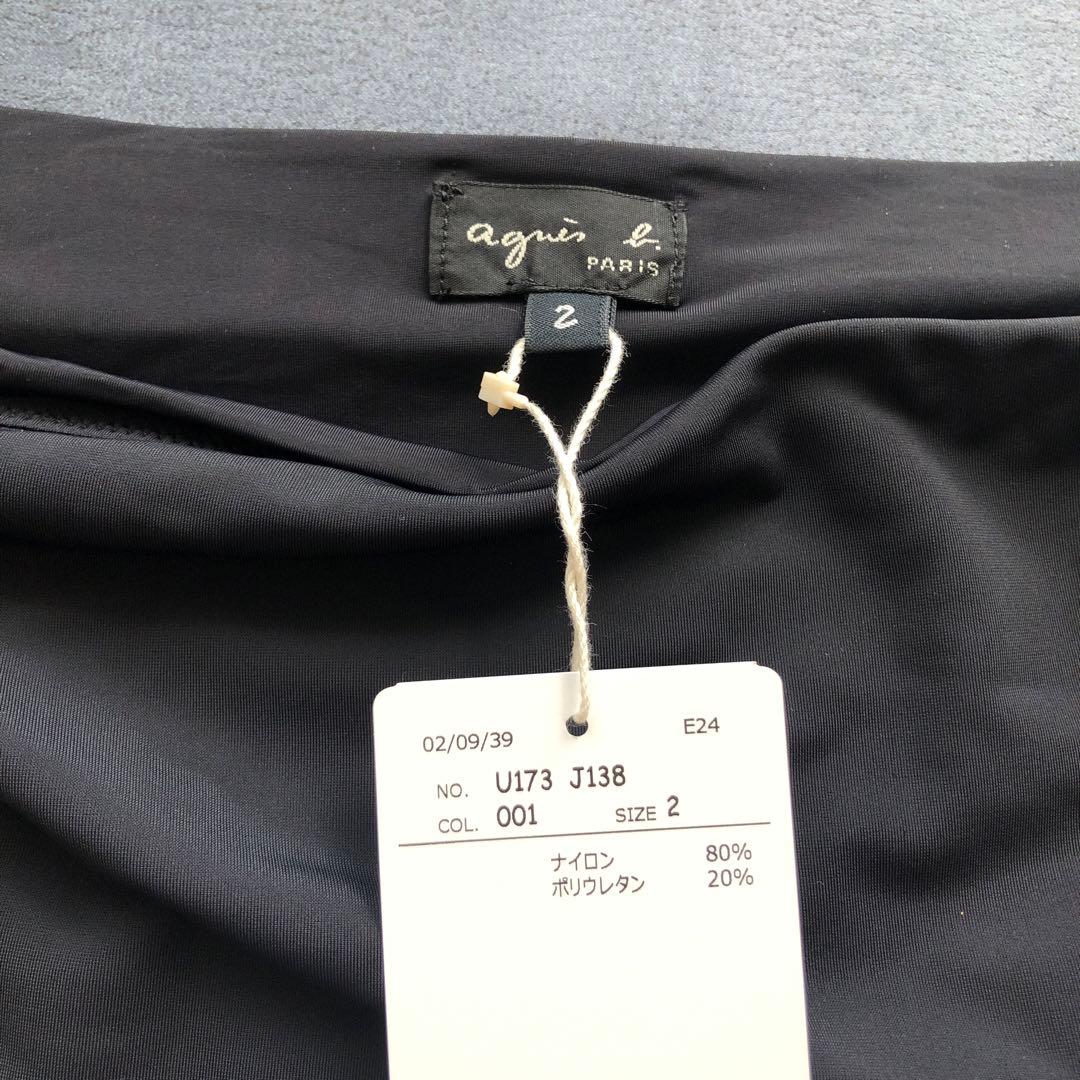 agnès b.
PARIS
2
02/09/39 E24
NO. U173 J138
COL. 001 SIZE 2
ナイロン 80%
ポリウレタン 20%